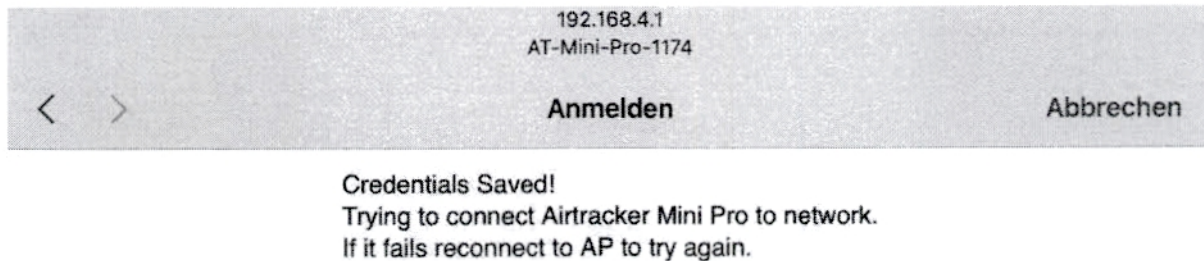 192.168.4.1
AT-Mini-Pro-1174
Anmelden
Abbrechen
Credentials Saved!
Trying to connect Airtracker Mini Pro to network.
If it fails reconnect to AP to try again.